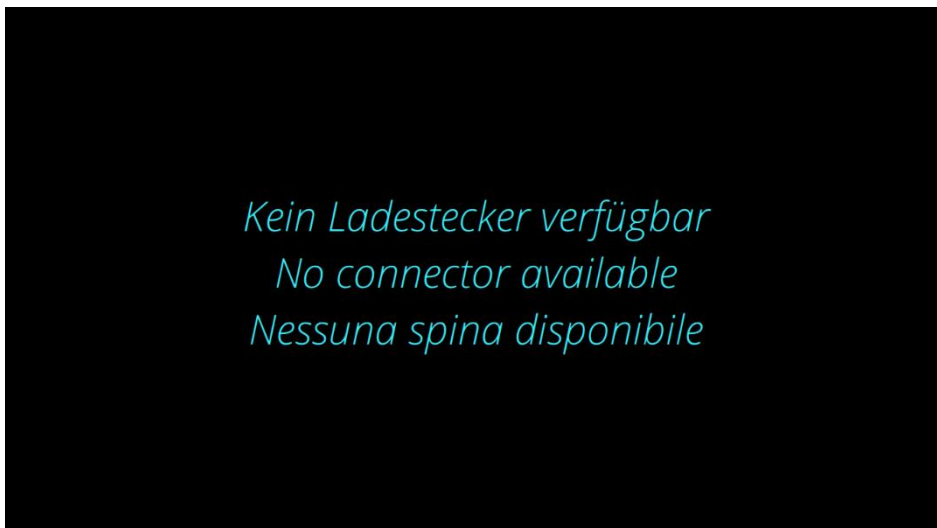 Kein Ladestecker verfügbar
No connector available
Nessuna spina disponibile